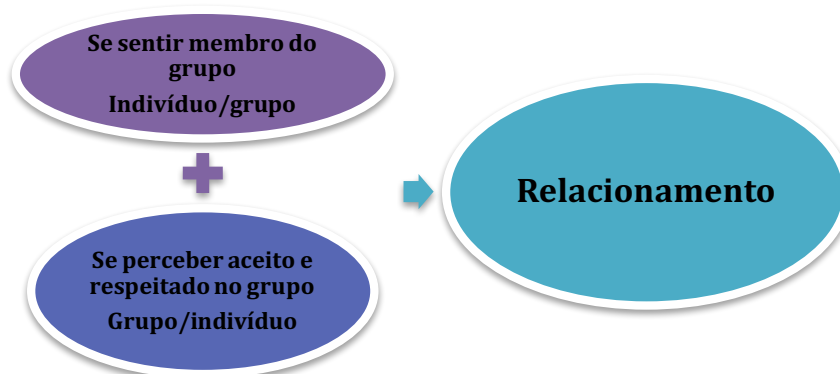 Se sentir membro do
grupo
Indivíduo/grupo
Se perceber aceito e
respeitado no grupo
Grupo/indivíduo
Relacionamento